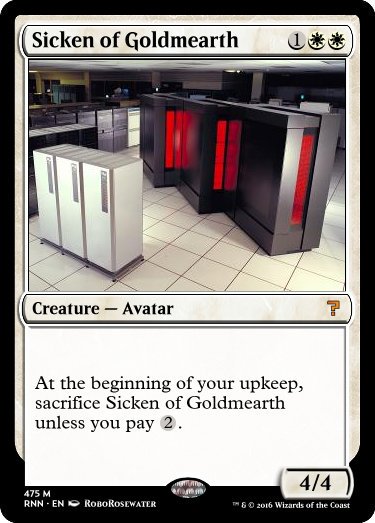 Sicken of Goldmearth 1
Creature — Avatar ?
At the beginning of your upkeep,
sacrifice Sicken of Goldmearth
unless you pay 2.
4/4
475 M
RNN • EN RoboRosewater
™ & © 2016 Wizards of the Coast